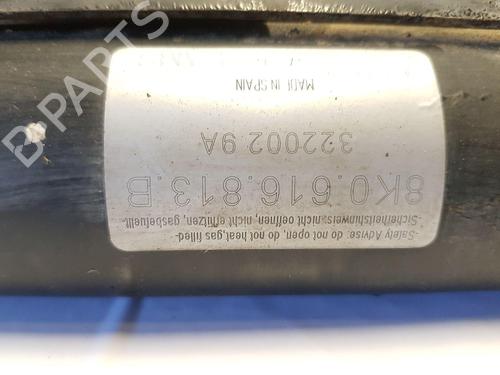 -Safety Advise: do not open, do not heat,gas filled-
-Sicherheitshinweis: nicht oeffnen, nicht erhitzen, gasbefuellt-
8K0.616.813.B
322002 9A
MADE IN SPAIN
B-PARTS